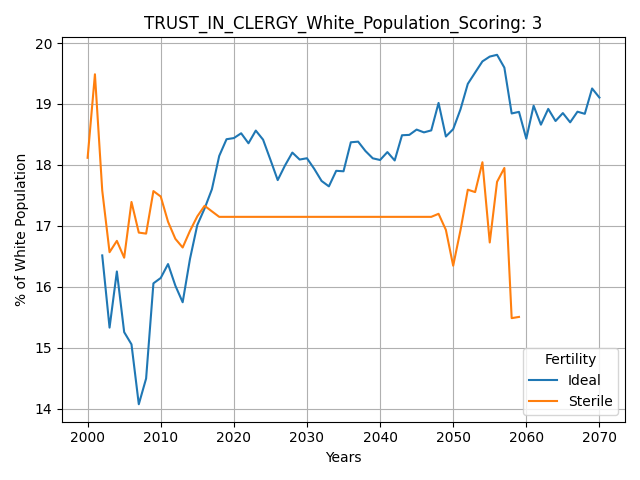 TRUST_IN_CLERGY_White_Population_Scoring: 3
% of White Population
20
19
18
17
16
15
14
2000 2010 2020 2030 2040 2050 2060 2070
Years
Fertility
Ideal
Sterile